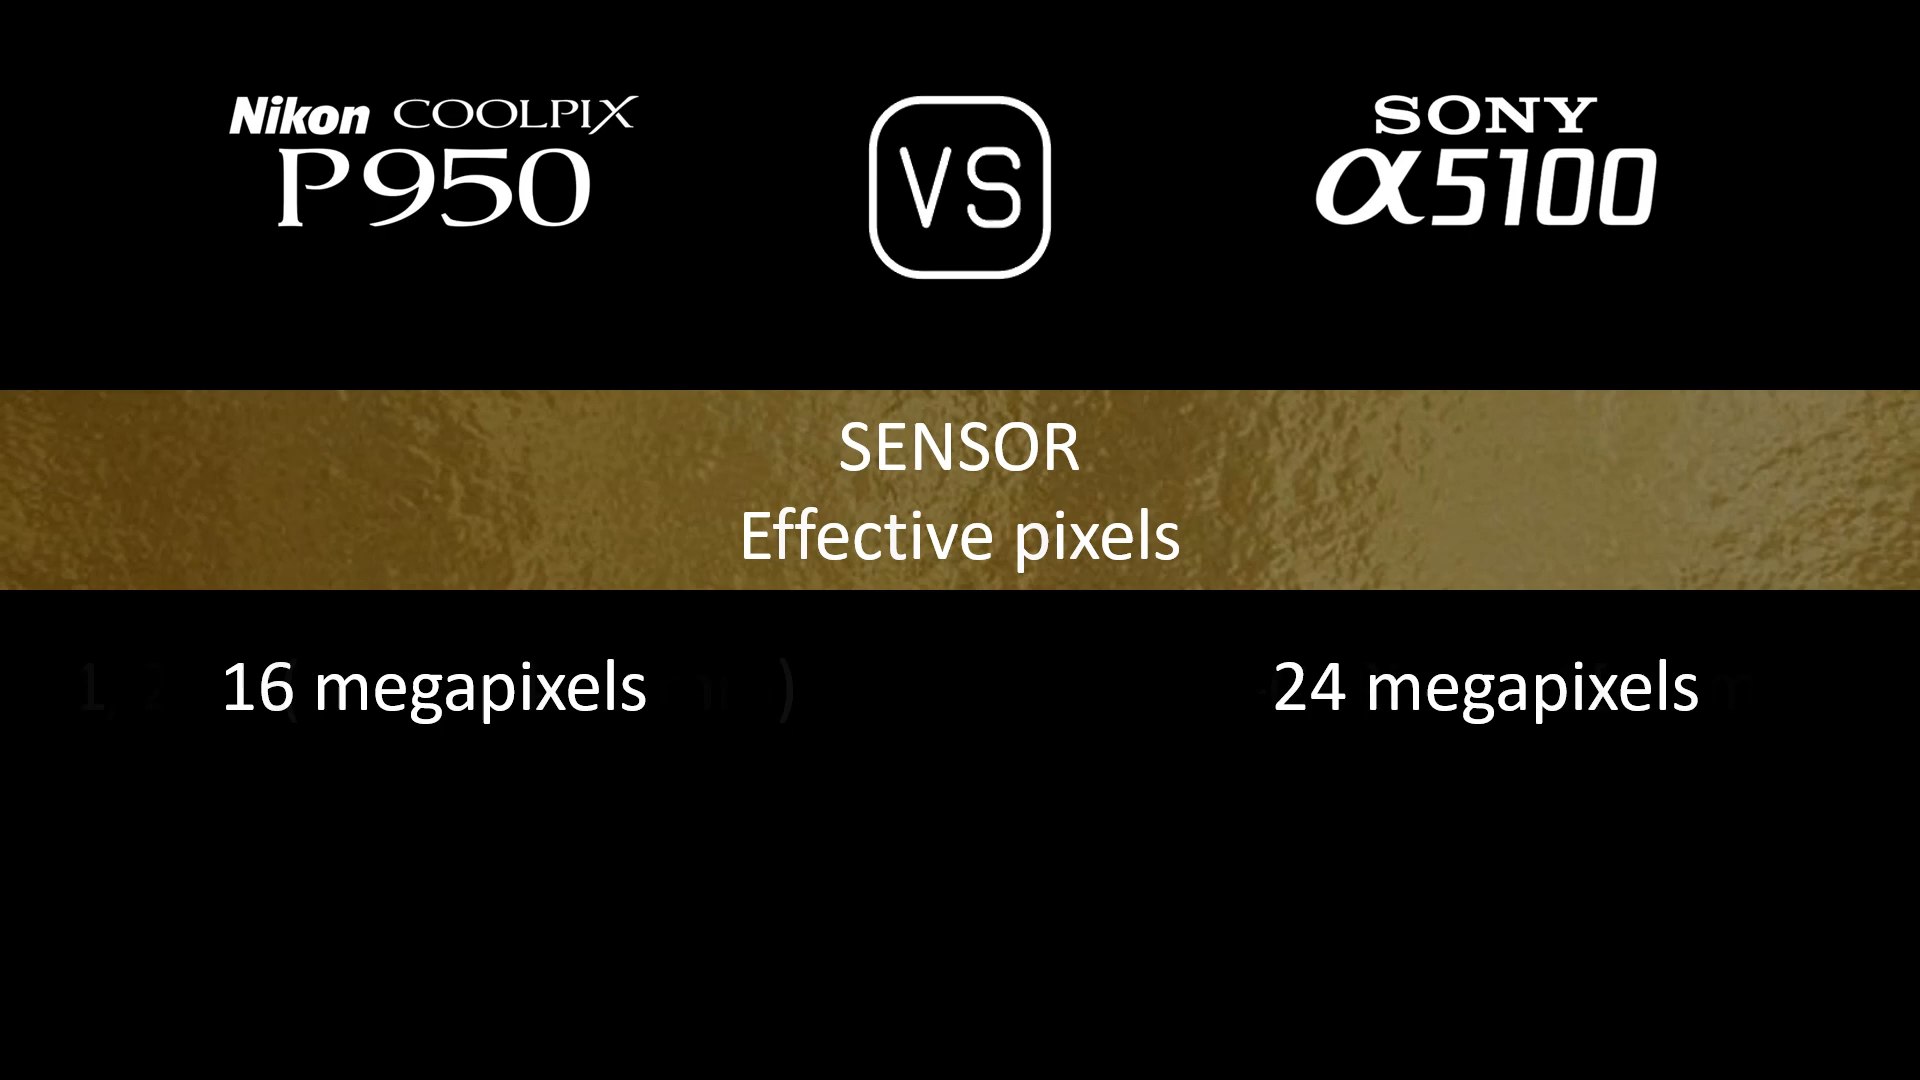 Nikon COOLPIX
P950
VS
SONY
α5100
SENSOR
Effective pixels
16 megapixels
24 megapixels